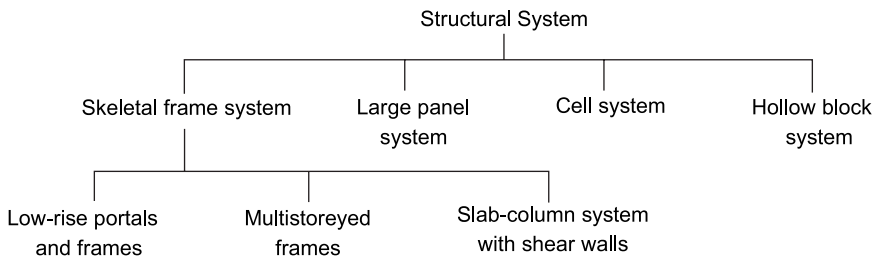 Structural System
Skeletal frame system
Large panel
system
Cell system
Hollow block
system
Low-rise portals
and frames
Multistoreyed
frames
Slab-column system
with shear walls